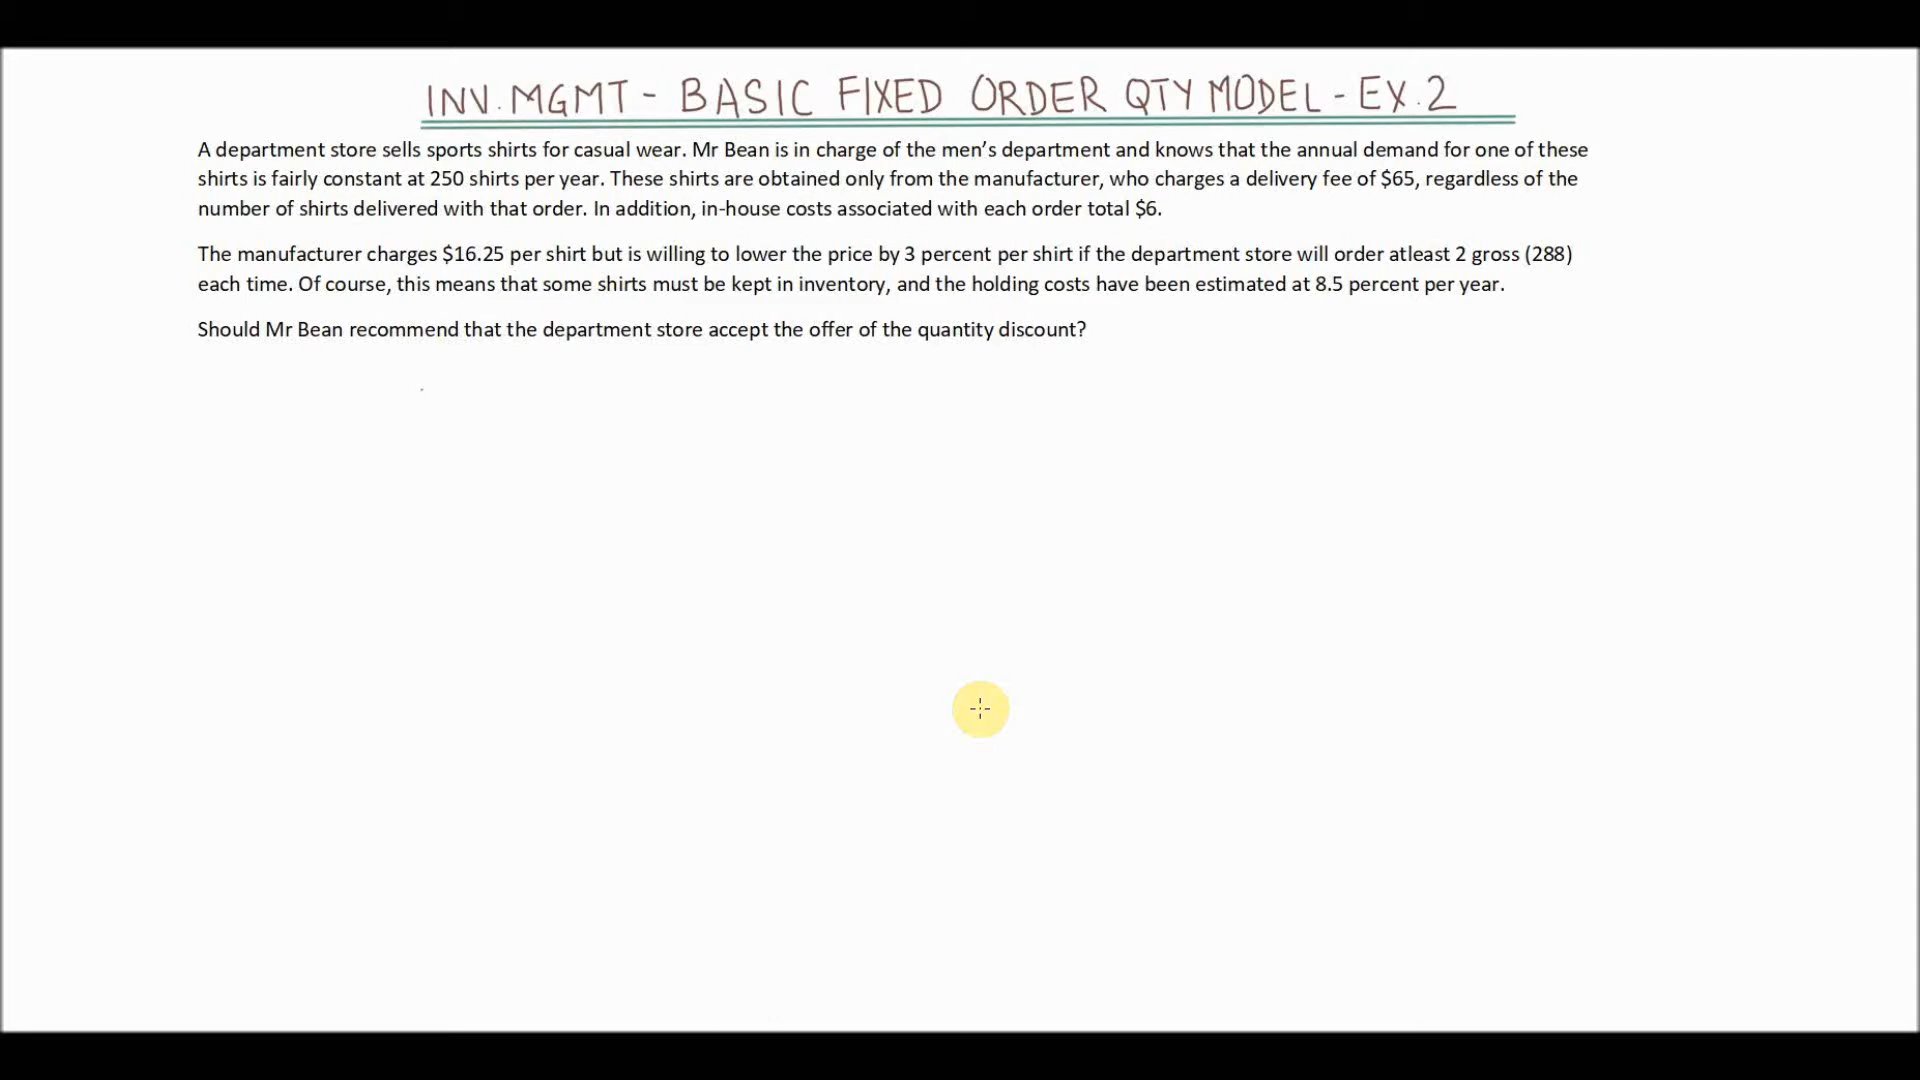 INV. MGMT - BASIC FIXED ORDER QTY MODEL - EX.2
A department store sells sports shirts for casual wear. Mr Bean is in charge of the men’s department and knows that the annual demand for one of these
shirts is fairly constant at 250 shirts per year. These shirts are obtained only from the manufacturer, who charges a delivery fee of $65, regardless of the
number of shirts delivered with that order. In addition, in-house costs associated with each order total $6.
The manufacturer charges $16.25 per shirt but is willing to lower the price by 3 percent per shirt if the department store will order atleast 2 gross (288)
each time. Of course, this means that some shirts must be kept in inventory, and the holding costs have been estimated at 8.5 percent per year.
Should Mr Bean recommend that the department store accept the offer of the quantity discount?